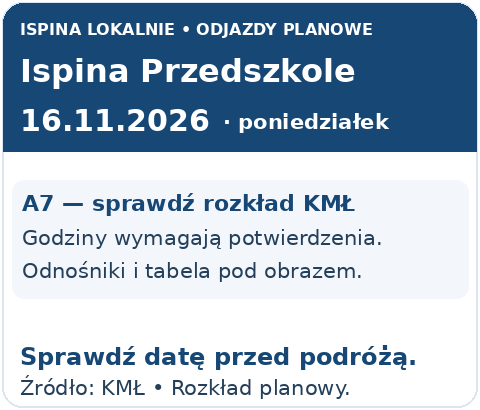 ISPINA LOKALNIE • ODJAZDY PLANOWE
Ispina Przedszkole
16.11.2026 · poniedziałek
A7 — sprawdź rozkład KMŁ
Godziny wymagają potwierdzenia.
Odnośniki i tabela pod obrazem.
Sprawdź datę przed podróżą.
Źródło: KMŁ • Rozkład planowy.